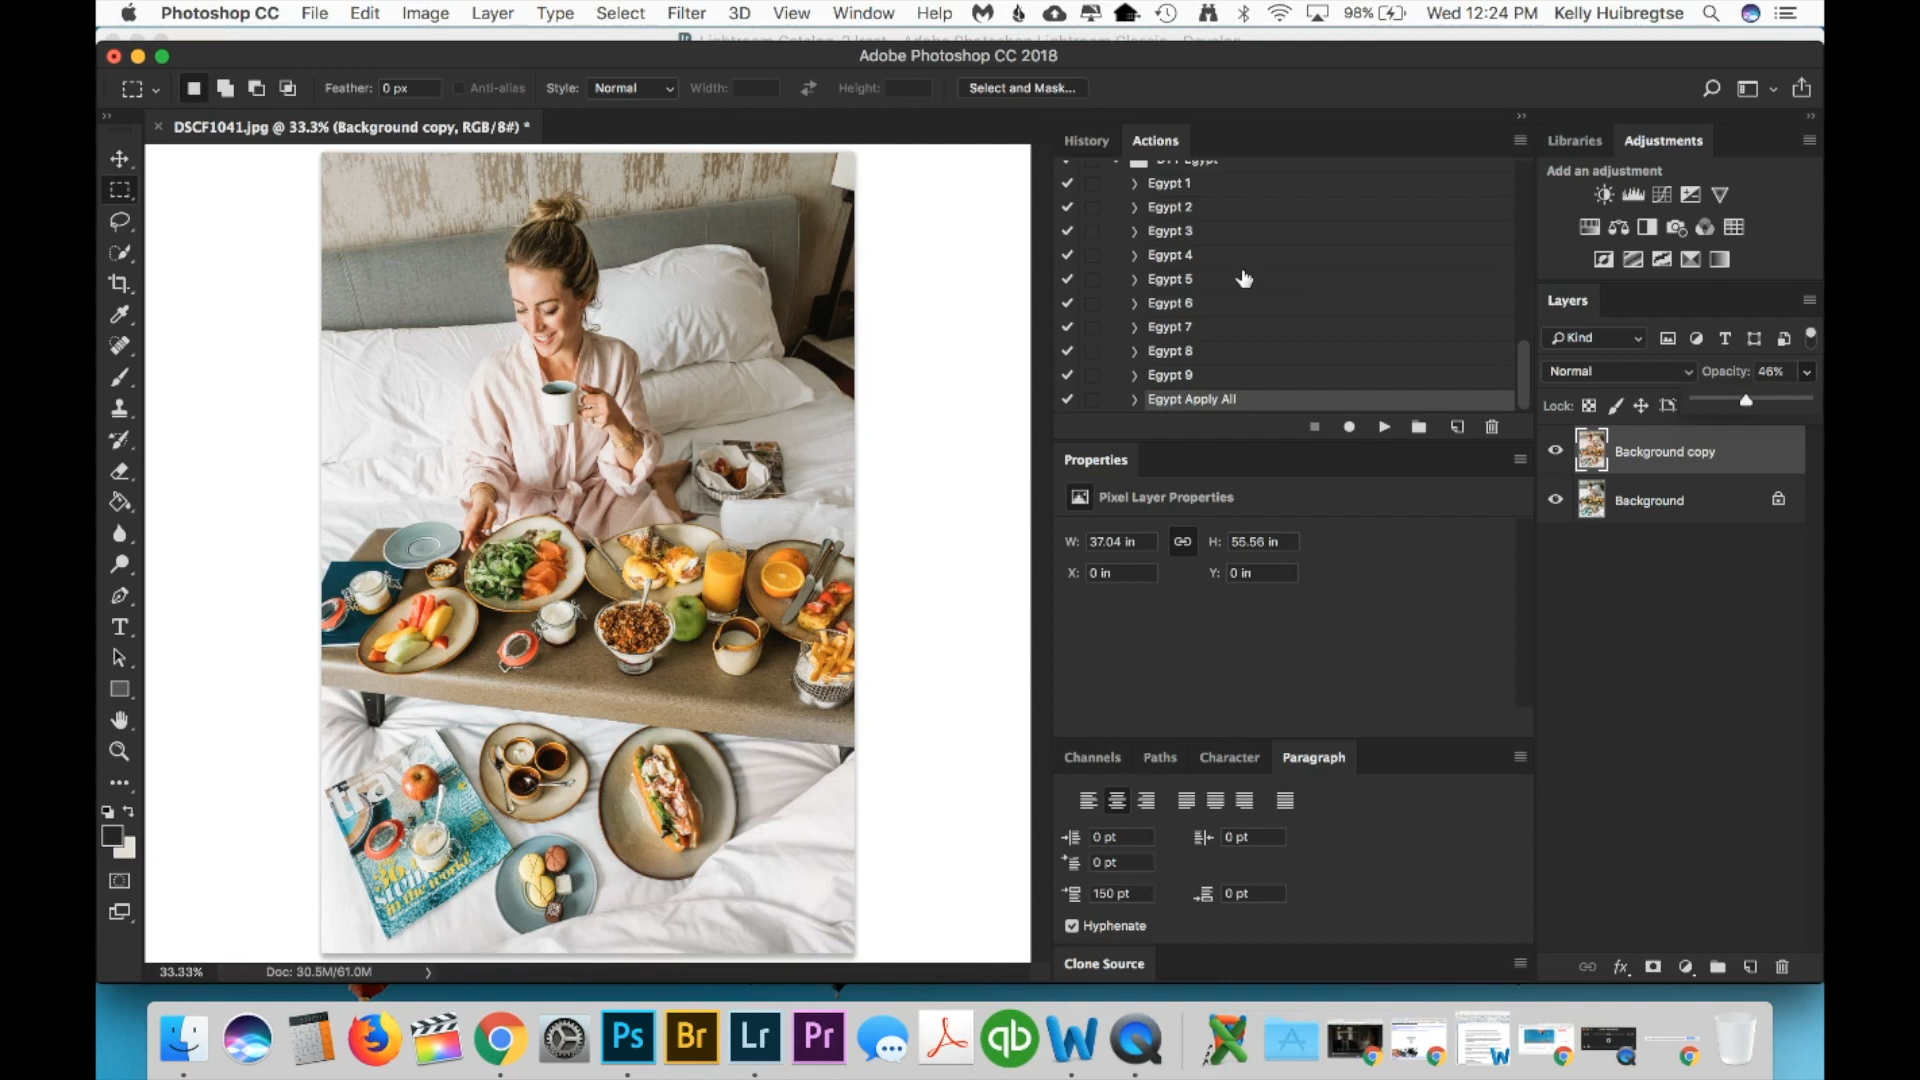 Photoshop CC File Edit Image Layer Type Select Filter 3D View Window Help 98% Wed 12:24 PM Kelly Huibregtse
Adobe Photoshop CC 2018
Feather: 0 px Anti-alias Style: Normal Width: Height: Select and Mask...
DSCF1041.jpg @ 33.3% (Background copy, RGB/8#) *
History Actions
Egypt 1
Egypt 2
Egypt 3
Egypt 4
Egypt 5
Egypt 6
Egypt 7
Egypt 8
Egypt 9
Egypt Apply All
Properties
Pixel Layer Properties
W: 37.04 in H: 55.56 in
X: 0 in Y: 0 in
Channels Paths Character Paragraph
0 pt 0 pt
0 pt
150 pt 0 pt
Hyphenate
Clone Source
Libraries Adjustments
Add an adjustment
Layers
Kind
Normal Opacity: 46%
Lock:
Background copy
Background
fx
33.33% Doc: 30.5M/61.0M
Ps Br Lr Pr qb W